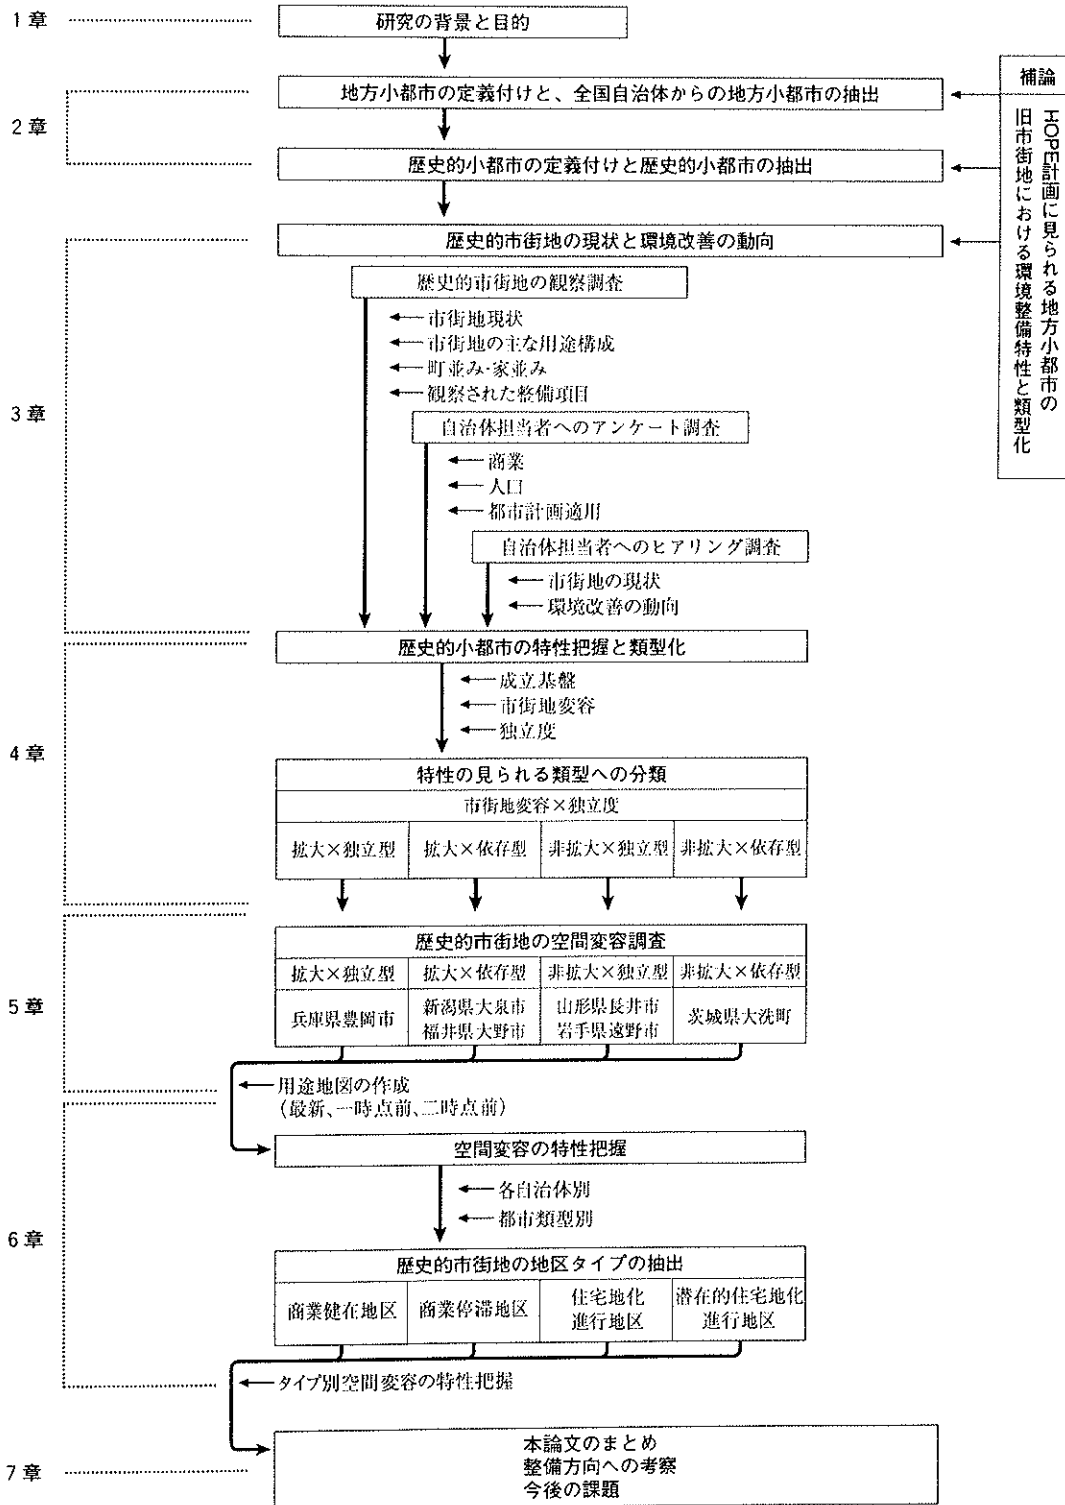 1章
研究の背景と目的
2章
地方小都市の定義付けと、全国自治体からの地方小都市の抽出
歴史的小都市の定義付けと歴史的小都市の抽出
補論
HOPE計画に見られる地方小都市の
旧市街地における環境整備特性と類型化
3章
歴史的市街地の現状と環境改善の動向
歴史的市街地の観察調査
市街地現状
市街地の主な用途構成
町並み・家並み
観察された整備項目
自治体担当者へのアンケート調査
商業
人口
都市計画適用
自治体担当者へのヒアリング調査
市街地の現状
環境改善の動向
4章
歴史的小都市の特性把握と類型化
成立基盤
市街地変容
独立度
特性の見られる類型への分類
市街地変容×独立度
拡大×独立型
拡大×依存型
非拡大×独立型
非拡大×依存型
5章
歴史的市街地の空間変容調査
拡大×独立型
拡大×依存型
非拡大×独立型
非拡大×依存型
兵庫県豊岡市
新潟県大泉市
福井県大野市
山形県長井市
岩手県遠野市
茨城県大洗町
用途地図の作成
(最新、一時点前、二時点前)
6章
空間変容の特性把握
各自治体別
都市類型別
歴史的市街地の地区タイプの抽出
商業健在地区
商業停滞地区
住宅地化
進行地区
潜在的住宅地化
進行地区
タイプ別空間変容の特性把握
7章
本論文のまとめ
整備方向への考察
今後の課題